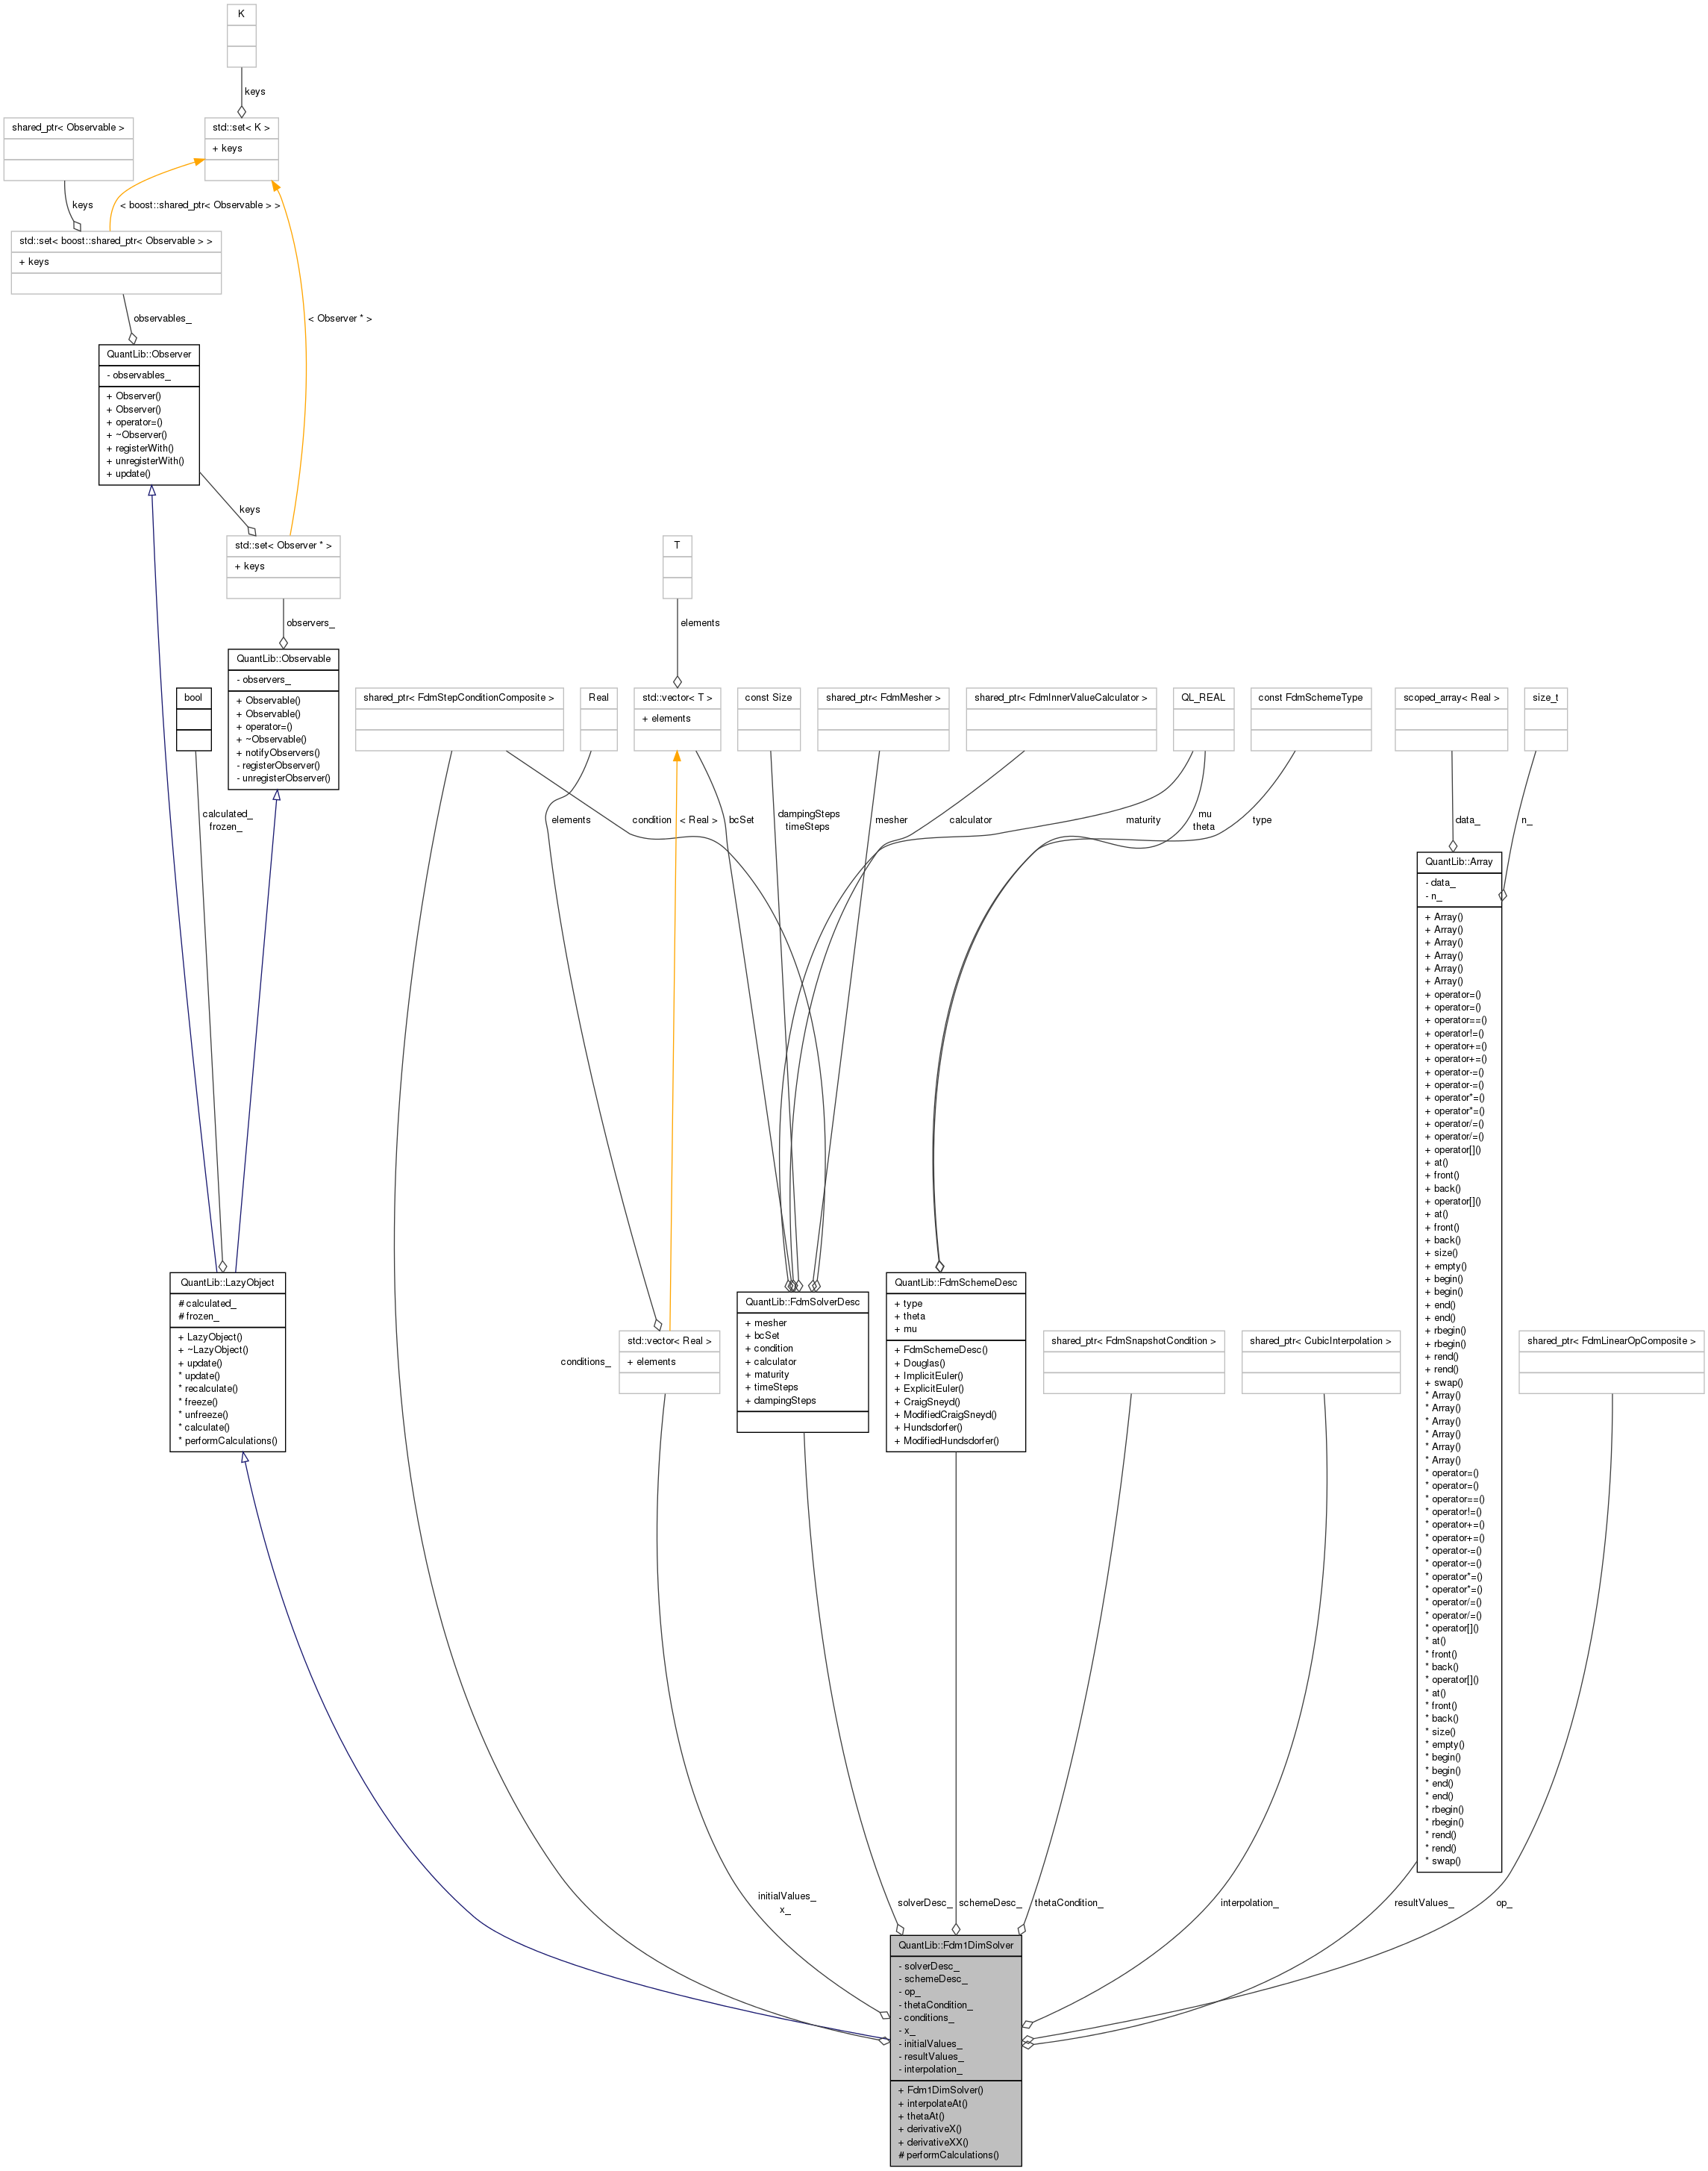 K
keys
shared_ptr< Observable >
std::set< K >
+ keys
keys
< boost::shared_ptr< Observable > >
std::set< boost::shared_ptr< Observable > >
+ keys
observables_
< Observer * >
QuantLib::Observer
- observables_
+ Observer()
+ Observer()
+ operator=()
+ ~Observer()
+ registerWith()
+ unregisterWith()
+ update()
keys
std::set< Observer * >
+ keys
T
observers_
elements
QuantLib::Observable
- observers_
+ Observable()
+ Observable()
+ operator=()
+ ~Observable()
+ notifyObservers()
- registerObserver()
- unregisterObserver()
bool
shared_ptr< FdmStepConditionComposite >
Real
std::vector< T >
+ elements
const Size
shared_ptr< FdmMesher >
shared_ptr< FdmInnerValueCalculator >
QL_REAL
const FdmSchemeType
scoped_array< Real >
size_t
calculated_
frozen_
elements
condition
< Real >
bcSet
dampingSteps
timeSteps
mesher
calculator
maturity
mu
theta
type
data_
n_
QuantLib::Array
- data_
- n_
+ Array()
+ Array()
+ Array()
+ Array()
+ Array()
+ Array()
+ operator=()
+ operator=()
+ operator==()
+ operator!=()
+ operator+=()
+ operator+=()
+ operator-=()
+ operator-=()
+ operator*=()
+ operator*=()
+ operator/=()
+ operator/=()
+ operator[]()
+ at()
+ front()
+ back()
+ operator[]()
+ at()
+ front()
+ back()
+ size()
+ empty()
+ begin()
+ begin()
+ end()
+ end()
+ rbegin()
+ rbegin()
+ rend()
+ rend()
+ swap()
* Array()
* Array()
* Array()
* Array()
* Array()
* Array()
* operator=()
* operator=()
* operator==()
* operator!=()
* operator+=()
* operator+=()
* operator-=()
* operator-=()
* operator*=()
* operator*=()
* operator/=()
* operator/=()
* operator[]()
* at()
* front()
* back()
* operator[]()
* at()
* front()
* back()
* size()
* empty()
* begin()
* begin()
* end()
* end()
* rbegin()
* rbegin()
* rend()
* rend()
* swap()
QuantLib::LazyObject
# calculated_
# frozen_
+ LazyObject()
+ ~LazyObject()
+ update()
* update()
* recalculate()
* freeze()
* unfreeze()
* calculate()
* performCalculations()
conditions_
std::vector< Real >
+ elements
QuantLib::FdmSolverDesc
+ mesher
+ bcSet
+ condition
+ calculator
+ maturity
+ timeSteps
+ dampingSteps
QuantLib::FdmSchemeDesc
+ type
+ theta
+ mu
+ FdmSchemeDesc()
+ Douglas()
+ ImplicitEuler()
+ ExplicitEuler()
+ CraigSneyd()
+ ModifiedCraigSneyd()
+ Hundsdorfer()
+ ModifiedHundsdorfer()
shared_ptr< FdmSnapshotCondition >
shared_ptr< CubicInterpolation >
shared_ptr< FdmLinearOpComposite >
initialValues_
x_
solverDesc_
schemeDesc_
thetaCondition_
interpolation_
resultValues_
op_
QuantLib::Fdm1DimSolver
- solverDesc_
- schemeDesc_
- op_
- thetaCondition_
- conditions_
- x_
- initialValues_
- resultValues_
- interpolation_
+ Fdm1DimSolver()
+ interpolateAt()
+ thetaAt()
+ derivativeX()
+ derivativeXX()
# performCalculations()